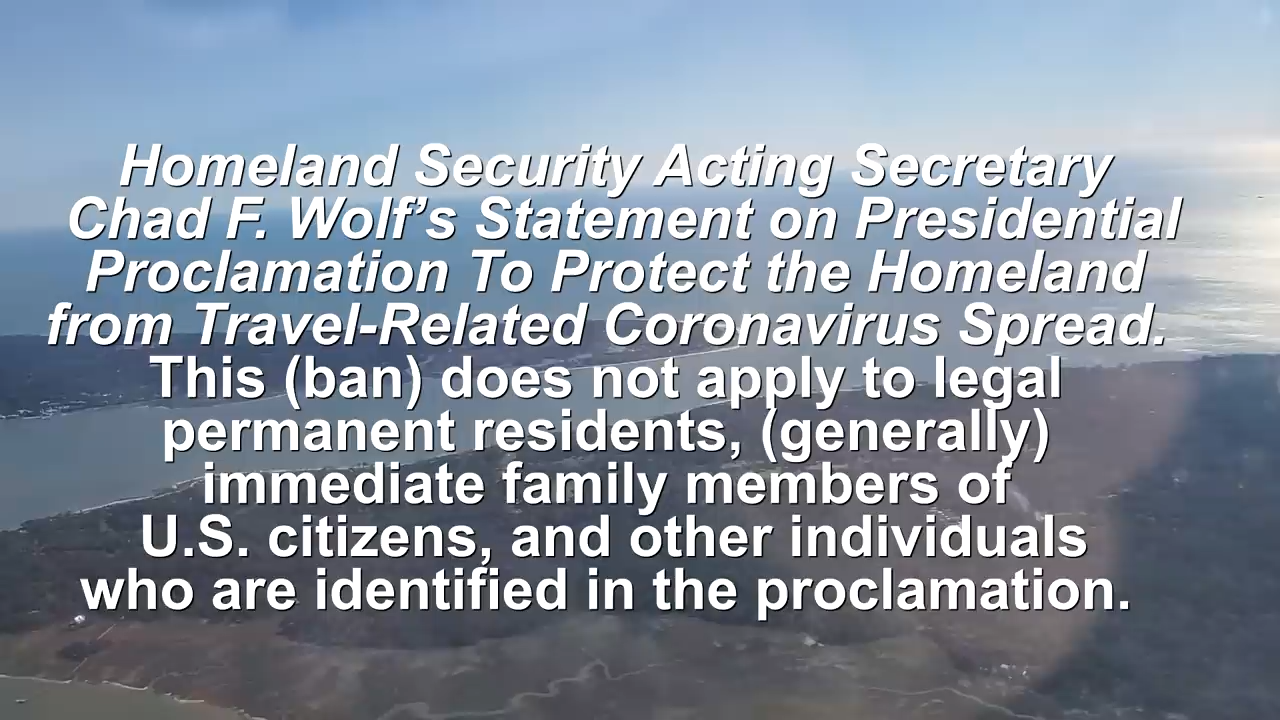 Homeland Security Acting Secretary
Chad F. Wolf’s Statement on Presidential
Proclamation To Protect the Homeland
from Travel-Related Coronavirus Spread.
This (ban) does not apply to legal
permanent residents, (generally)
immediate family members of
U.S. citizens, and other individuals
who are identified in the proclamation.